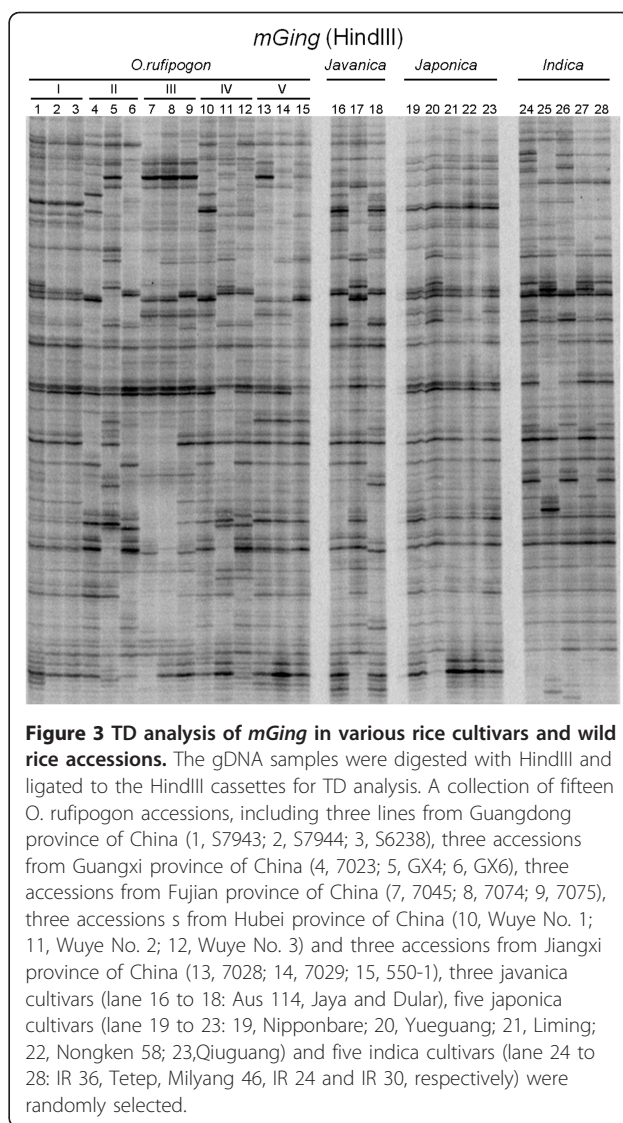 mGing (HindIII)
O.rufipogon Javanica Japonica Indica
I II III IV V
1 2 3 4 5 6 7 8 9 10 11 12 13 14 15 16 17 18 19 20 21 22 23 24 25 26 27 28
Figure 3 TD analysis of mGing in various rice cultivars and wild
rice accessions. The gDNA samples were digested with HindIII and
ligated to the HindIII cassettes for TD analysis. A collection of fifteen
O. rufipogon accessions, including three lines from Guangdong
province of China (1, S7943; 2, S7944; 3, S6238), three accessions
from Guangxi province of China (4, 7023; 5, GX4; 6, GX6), three
accessions from Fujian province of China (7, 7045; 8, 7074; 9, 7075),
three accessions s from Hubei province of China (10, Wuye No. 1;
11, Wuye No. 2; 12, Wuye No. 3) and three accessions from Jiangxi
province of China (13, 7028; 14, 7029; 15, 550-1), three javanica
cultivars (lane 16 to 18: Aus 114, Jaya and Dular), five japonica
cultivars (lane 19 to 23: 19, Nipponbare; 20, Yueguang; 21, Liming;
22, Nongken 58; 23,Qiuguang) and five indica cultivars (lane 24 to
28: IR 36, Tetep, Milyang 46, IR 24 and IR 30, respectively) were
randomly selected.